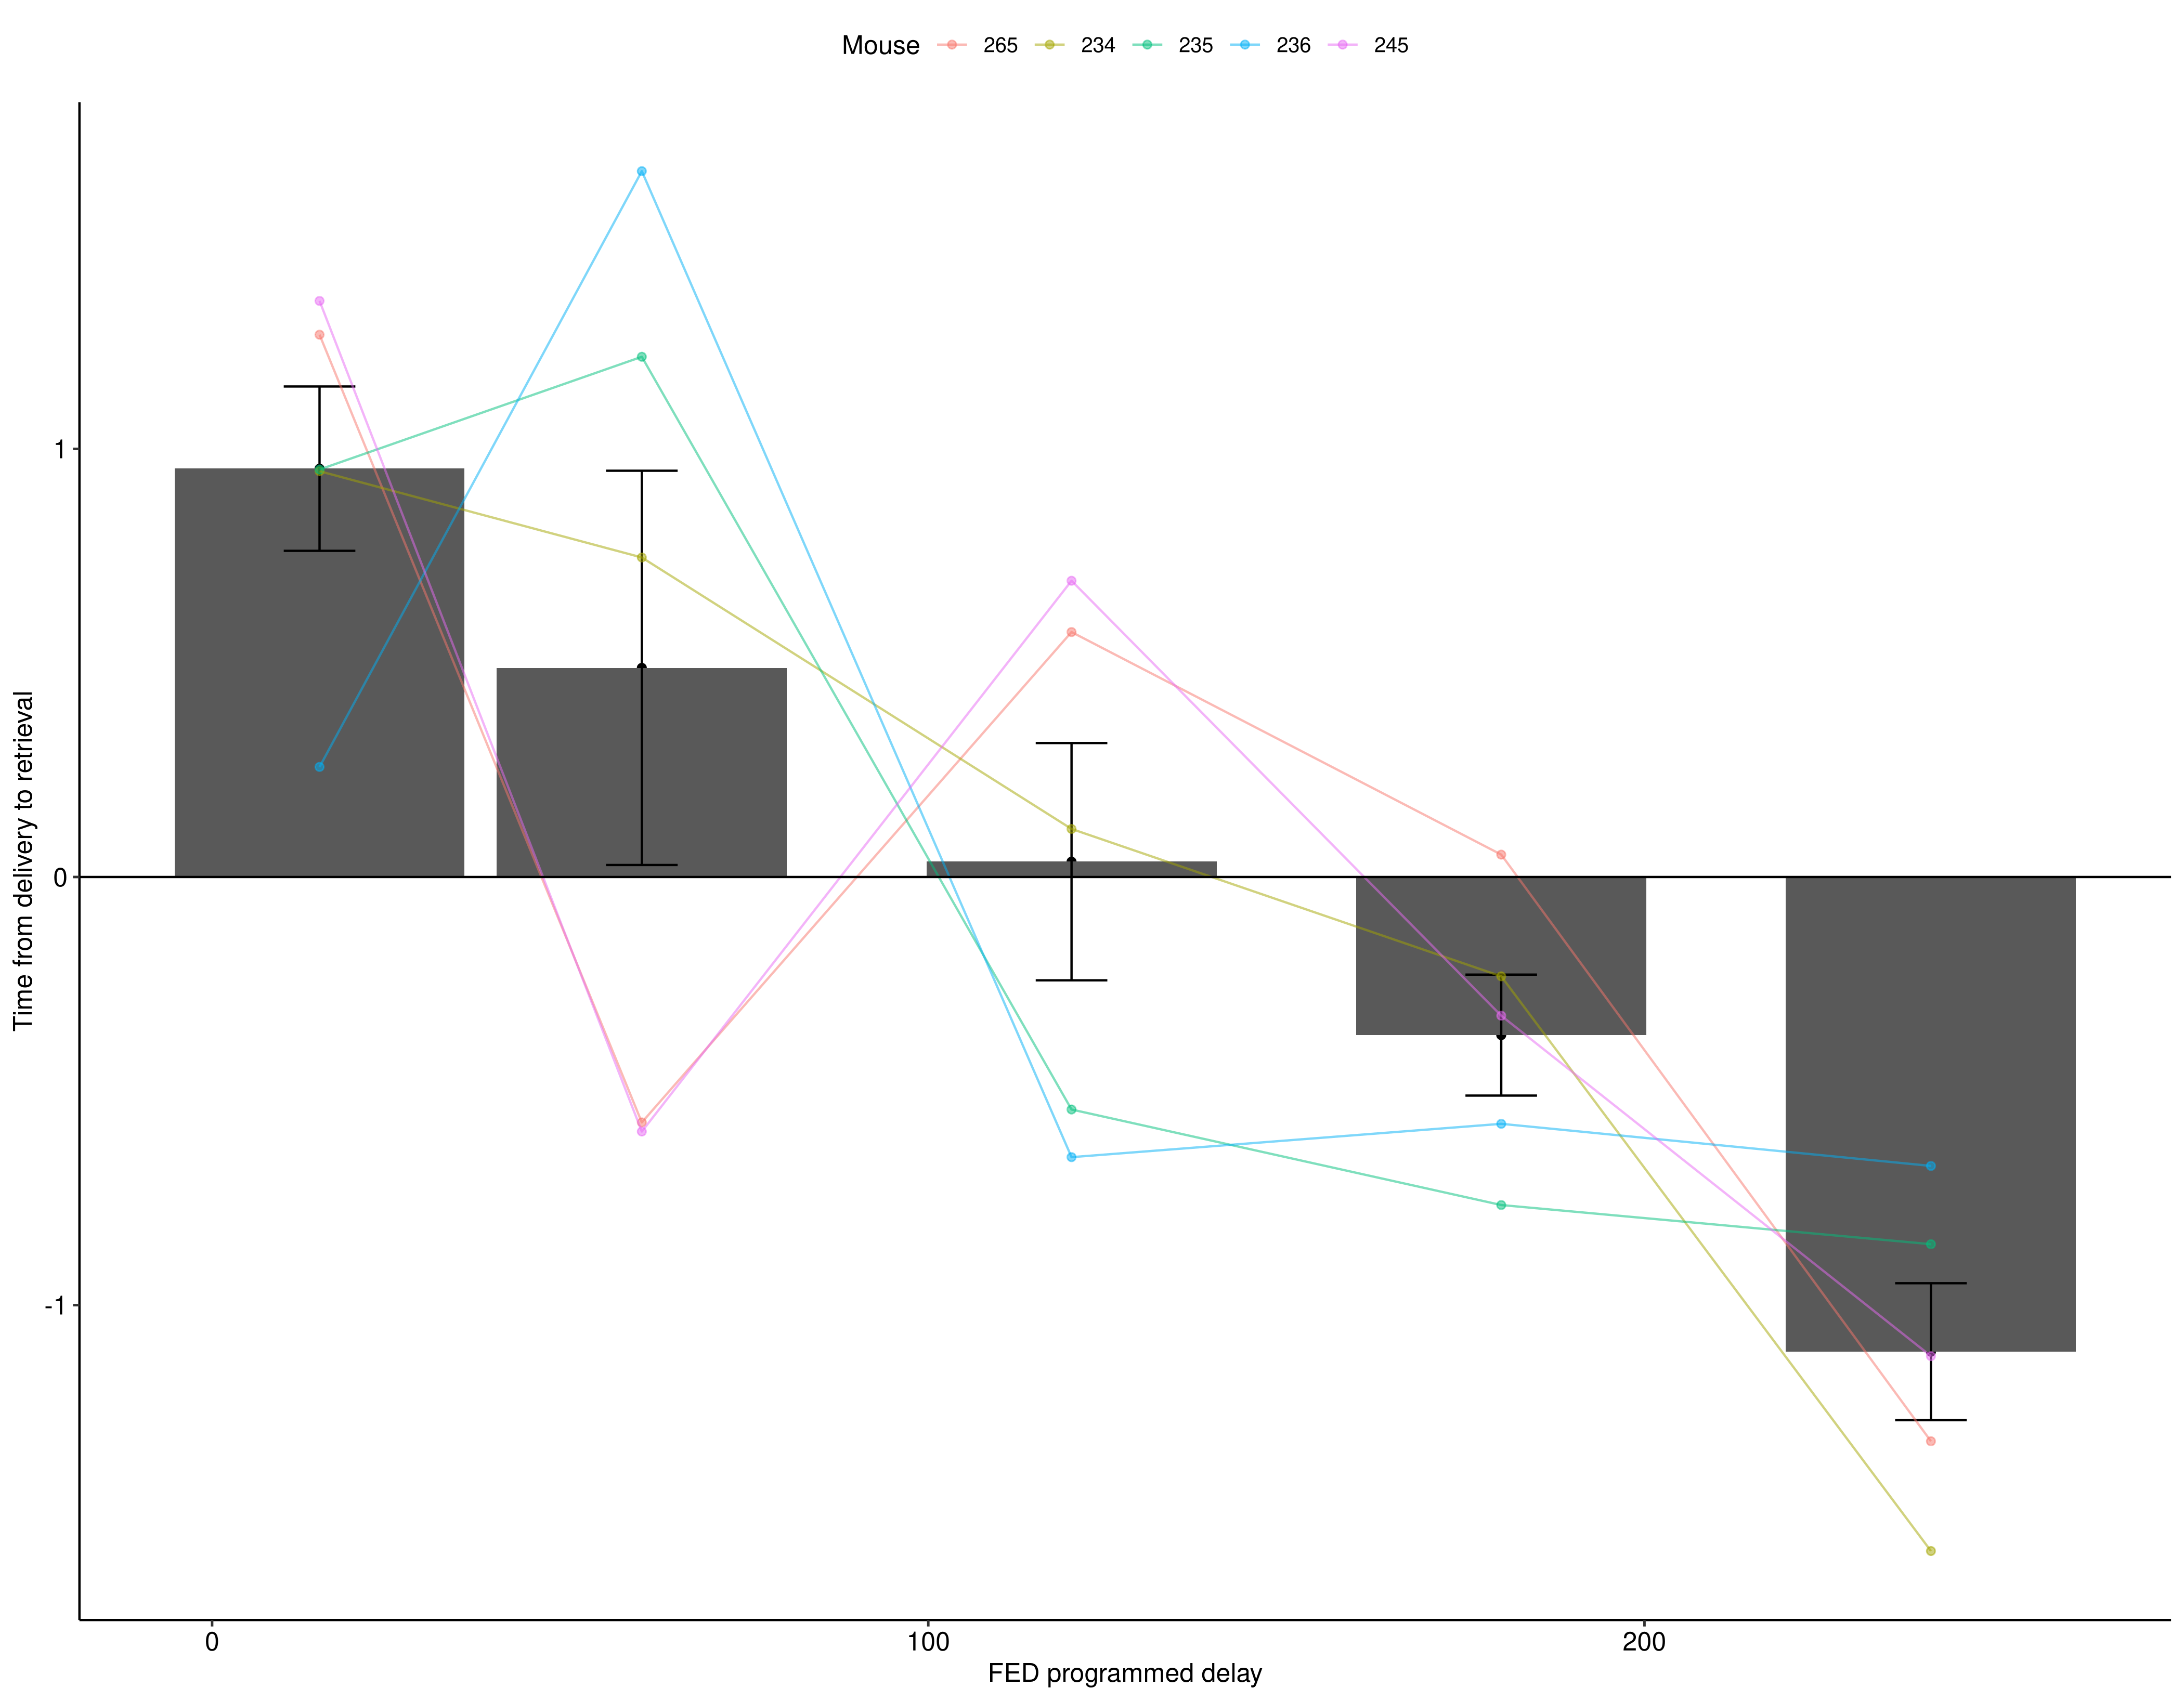 Mouse 265 234 235 236 245
Time from delivery to retrieval
1
0
-1
0 100 200
FED programmed delay